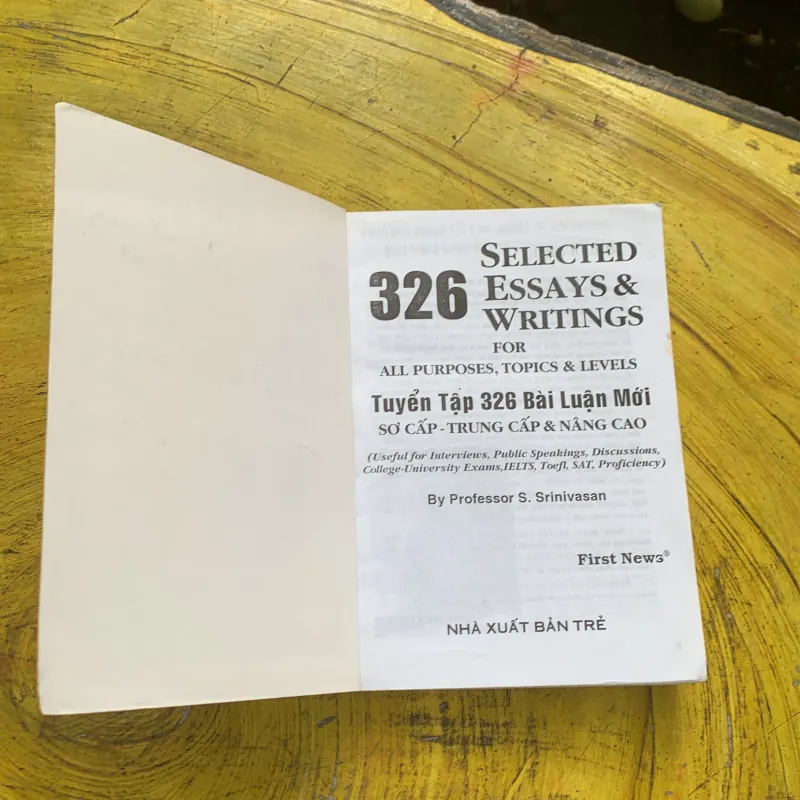 326
SELECTED
ESSAYS &
WRITINGS
FOR
ALL PURPOSES, TOPICS & LEVELS
Tuyển Tập 326 Bài Luận Mới
SƠ CẤP - TRUNG CẤP & NÂNG CAO
(Useful for Interviews, Public Speakings, Discussions,
College-University Exams,IELTS, Toefl, SAT, Proficiency)
By Professor S. Srinivasan
First News®
NHÀ XUẤT BẢN TRẺ